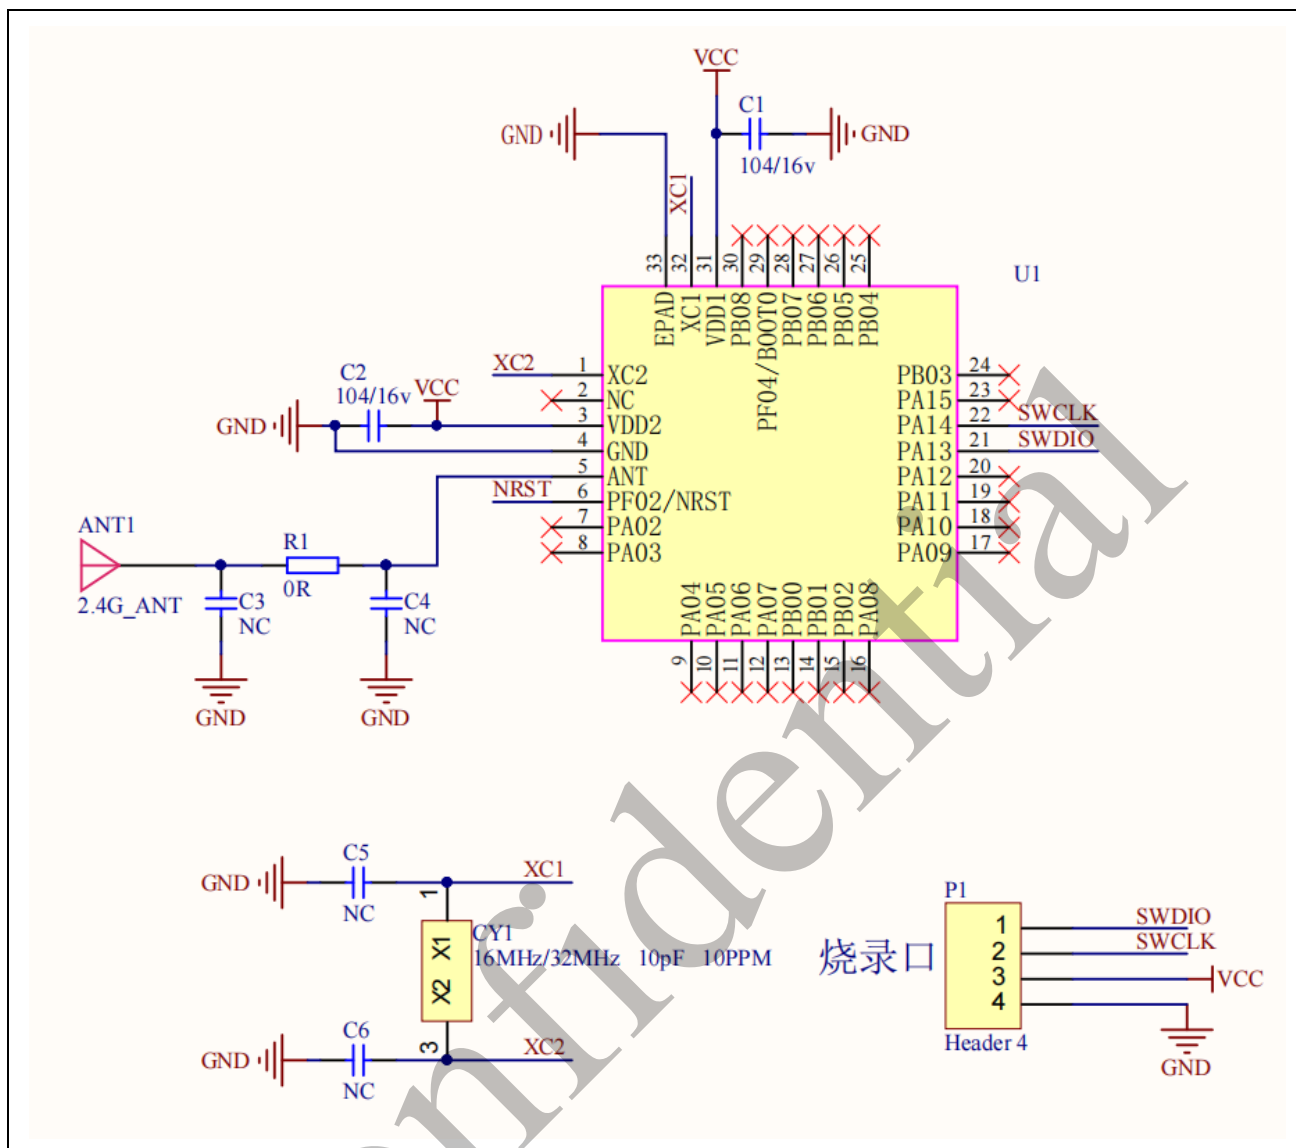 VCC
C1
GND
GND
104/16v
XC1
33
32
31
30
29
28
27
26
25
U1
EPAD
XC1
VDD1
PB08
PF04/BOOT0
PB07
PB06
PB05
PB04
XC2
1
XC2
PB03
24
C2
104/16v
VCC
2
NC
PA15
23
GND
3
VDD2
PA14
22
SWCLK
4
GND
PA13
21
SWDIO
5
ANT
PA12
20
NRST
6
PF02/NRST
PA11
19
7
PA02
PA10
18
8
PA03
PA09
17
ANT1
R1
0R
2.4G_ANT
C3
NC
C4
NC
GND
GND
PA04
PA05
PA06
PA07
PB00
PB01
PB02
PA08
9
10
11
12
13
14
15
16
C5
XC1
GND
NC
1
X1
X2
CY1
16MHz/32MHz 10pF 10PPM
3
C6
XC2
GND
NC
P1
烧录口
1
SWDIO
2
SWCLK
3
VCC
4
Header 4
GND
onfidential